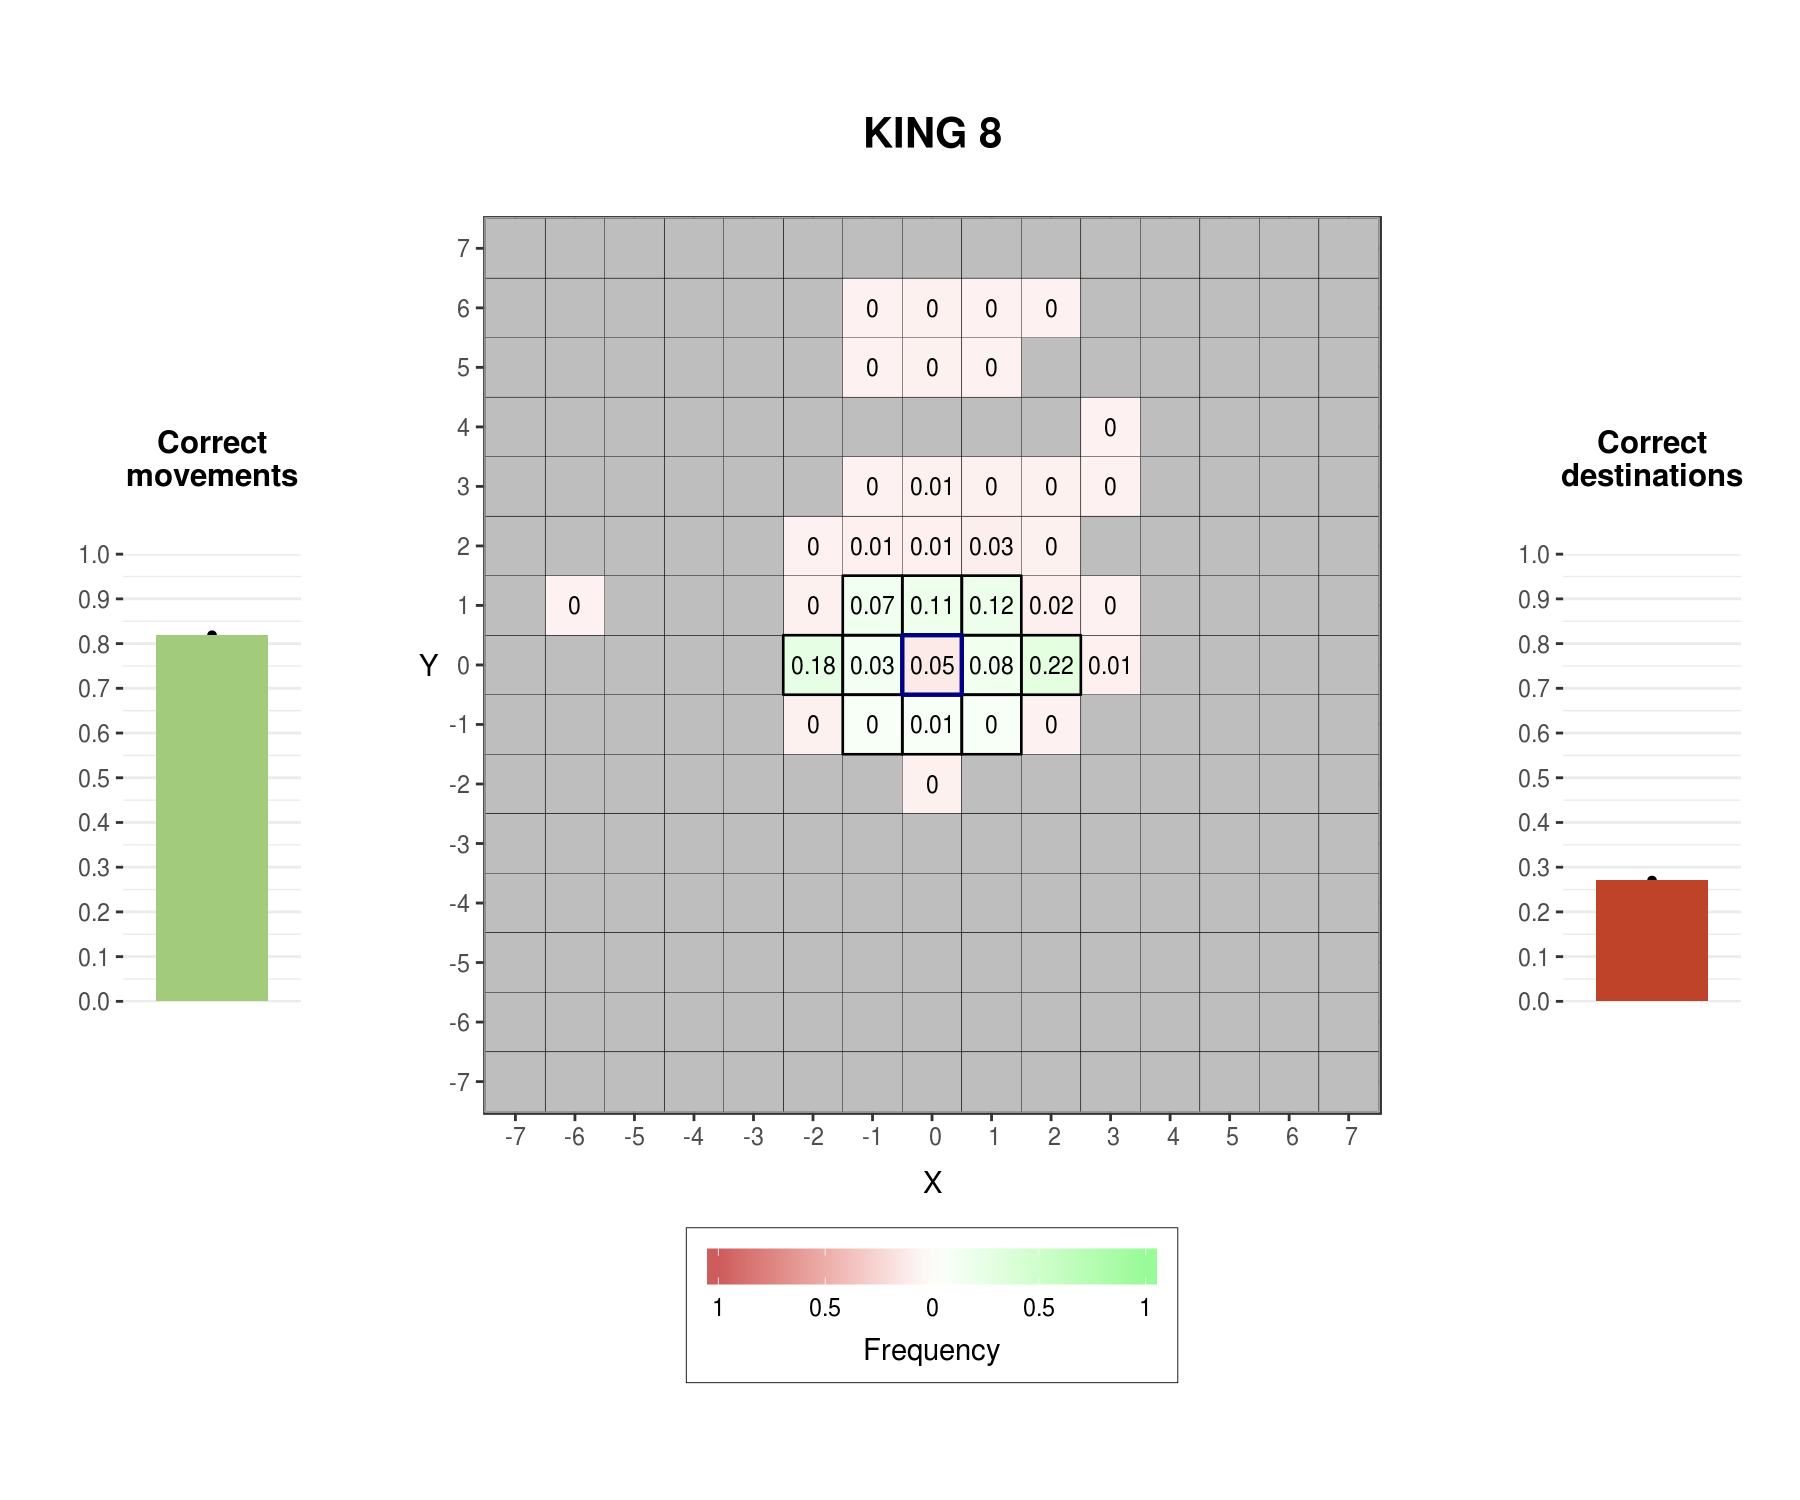 KING 8
Correct
movements
1.0
0.9
0.8
0.7
0.6
0.5
0.4
0.3
0.2
0.1
0.0
Y
7
6 0 0 0 0
5 0 0 0
4 0
3 0 0.01 0 0 0
2 0 0.01 0.01 0.03 0
1 0 0 0.07 0.11 0.12 0.02 0
0 0.18 0.03 0.05 0.08 0.22 0.01
-1 0 0 0.01 0 0
-2 0
-3
-4
-5
-6
-7
-7 -6 -5 -4 -3 -2 -1 0 1 2 3 4 5 6 7
X
1 0.5 0 0.5 1
Frequency
Correct
destinations
1.0
0.9
0.8
0.7
0.6
0.5
0.4
0.3
0.2
0.1
0.0